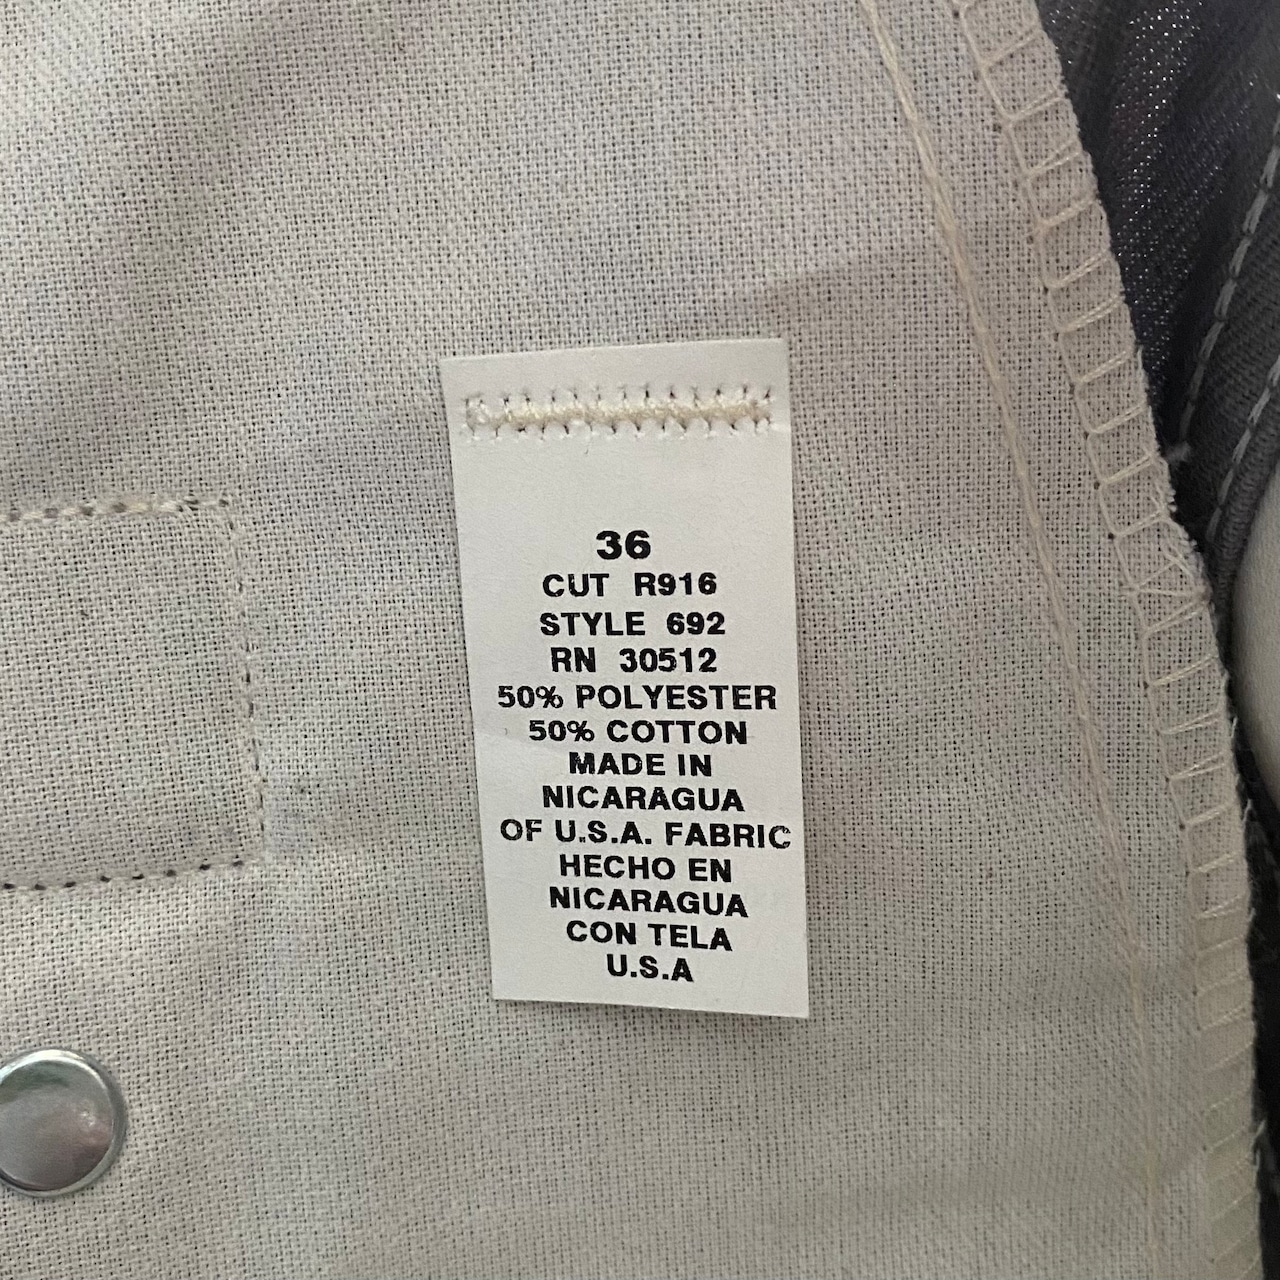 36
CUT R916
STYLE 692
RN 30512
50% POLYESTER
50% COTTON
MADE IN
NICARAGUA
OF U.S.A. FABRIC
HECHO EN
NICARAGUA
CON TELA
U.S.A